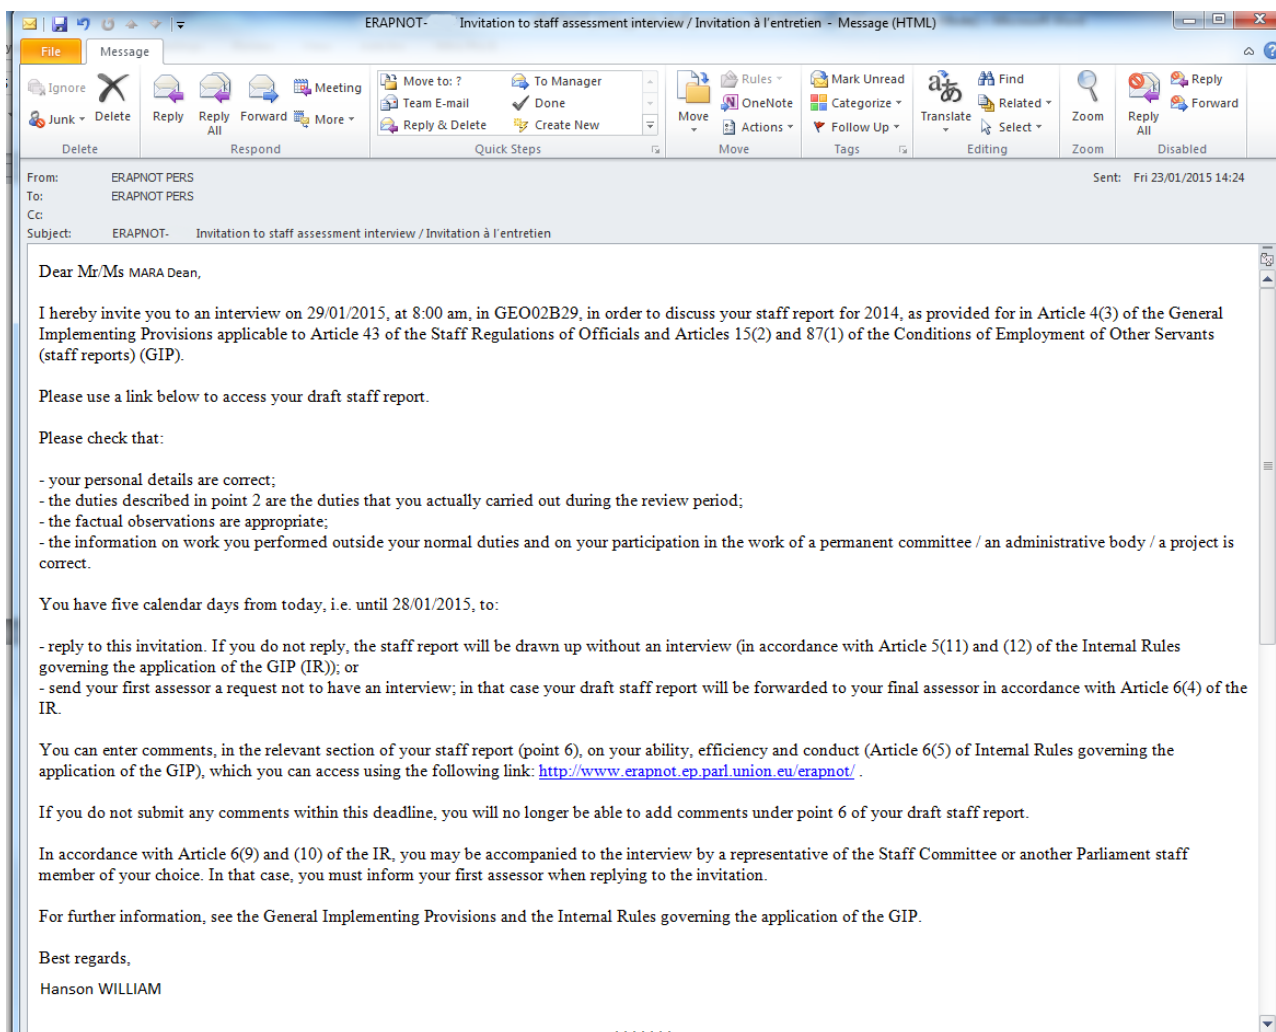 ERAPNOT- Invitation to staff assessment interview / Invitation à l'entretien - Message (HTML)
File Message
Ignore
Junk
Delete
Reply
Reply All
Forward
Meeting
More
Move to: ?
Team E-mail
Reply & Delete
To Manager
Done
Create New
Move
Rules
OneNote
Actions
Mark Unread
Categorize
Follow Up
Translate
Find
Related
Select
Zoom
Reply All
Reply
Forward
Delete Respond Quick Steps Move Tags Editing Zoom Disabled
From: ERAPNOT PERS Sent: Fri 23/01/2015 14:24
To: ERAPNOT PERS
Cc:
Subject: ERAPNOT- Invitation to staff assessment interview / Invitation à l'entretien
Dear Mr/Ms MARA Dean,
I hereby invite you to an interview on 29/01/2015, at 8:00 am, in GEO02B29, in order to discuss your staff report for 2014, as provided for in Article 4(3) of the General
Implementing Provisions applicable to Article 43 of the Staff Regulations of Officials and Articles 15(2) and 87(1) of the Conditions of Employment of Other Servants
(staff reports) (GIP).
Please use a link below to access your draft staff report.
Please check that:
- your personal details are correct;
- the duties described in point 2 are the duties that you actually carried out during the review period;
- the factual observations are appropriate;
- the information on work you performed outside your normal duties and on your participation in the work of a permanent committee / an administrative body / a project is
correct.
You have five calendar days from today, i.e. until 28/01/2015, to:
- reply to this invitation. If you do not reply, the staff report will be drawn up without an interview (in accordance with Article 5(11) and (12) of the Internal Rules
governing the application of the GIP (IR)); or
- send your first assessor a request not to have an interview; in that case your draft staff report will be forwarded to your final assessor in accordance with Article 6(4) of the
IR.
You can enter comments, in the relevant section of your staff report (point 6), on your ability, efficiency and conduct (Article 6(5) of Internal Rules governing the
application of the GIP), which you can access using the following link: http://www.erapnot.ep.parl.union.eu/erapnot/ .
If you do not submit any comments within this deadline, you will no longer be able to add comments under point 6 of your draft staff report.
In accordance with Article 6(9) and (10) of the IR, you may be accompanied to the interview by a representative of the Staff Committee or another Parliament staff
member of your choice. In that case, you must inform your first assessor when replying to the invitation.
For further information, see the General Implementing Provisions and the Internal Rules governing the application of the GIP.
Best regards,
Hanson WILLIAM